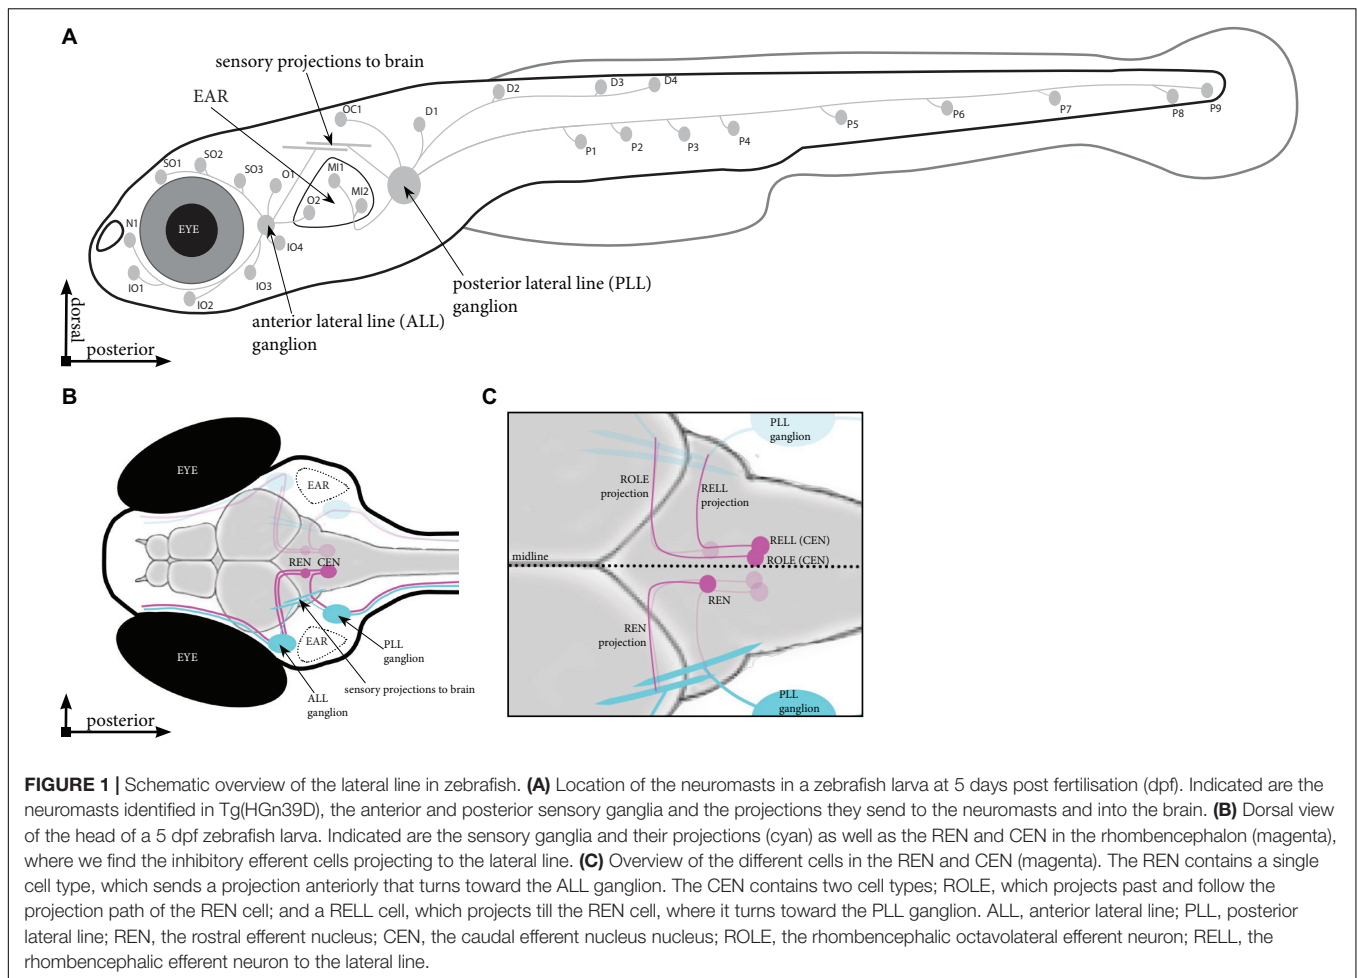 A
sensory projections to brain
EAR
OC1
D1
D2
D3
D4
SO1
SO2
SO3
O1
MI1
MI2
O2
N1
EYE
IO4
IO1
IO2
IO3
P1
P2
P3
P4
P5
P6
P7
P8
P9
posterior lateral line (PLL)
ganglion
anterior lateral line (ALL)
ganglion
dorsal
posterior
B
EYE
EAR
REN
CEN
EAR
EYE
PLL
ganglion
sensory projections to brain
ALL
ganglion
posterior
C
PLL
ganglion
ROLE
projection
RELL
projection
RELL (CEN)
ROLE (CEN)
midline
REN
REN
projection
PLL
ganglion
FIGURE 1 | Schematic overview of the lateral line in zebrafish. (A) Location of the neuromasts in a zebrafish larva at 5 days post fertilisation (dpf). Indicated are the
neuromasts identified in Tg(HGn39D), the anterior and posterior sensory ganglia and the projections they send to the neuromasts and into the brain. (B) Dorsal view
of the head of a 5 dpf zebrafish larva. Indicated are the sensory ganglia and their projections (cyan) as well as the REN and CEN in the rhombencephalon (magenta),
where we find the inhibitory efferent cells projecting to the lateral line. (C) Overview of the different cells in the REN and CEN (magenta). The REN contains a single
cell type, which sends a projection anteriorly that turns toward the ALL ganglion. The CEN contains two cell types; ROLE, which projects past and follow the
projection path of the REN cell; and a RELL cell, which projects till the REN cell, where it turns toward the PLL ganglion. ALL, anterior lateral line; PLL, posterior
lateral line; REN, the rostral efferent nucleus; CEN, the caudal efferent nucleus nucleus; ROLE, the rhombencephalic octavolateral efferent neuron; RELL, the
rhombencephalic efferent neuron to the lateral line.